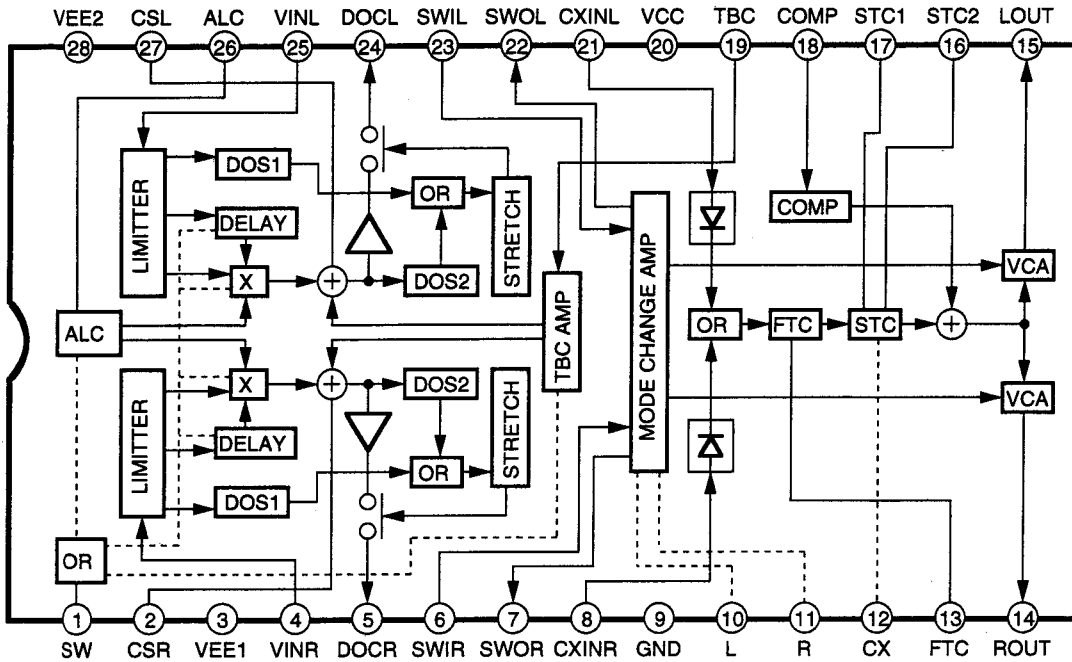 VEE2 CSL ALC VINL DOCL SWIL SWOL CXINL VCC TBC COMP STC1 STC2 LOUT
28 27 26 25 24 23 22 21 20 19 18 17 16 15
LIMITTER
DOS1
DELAY
X
OR
DOS2
STRETCH
COMP
VCA
ALC
TBC AMP
MODE CHANGE AMP
OR
FTC
STC
LIMITTER
X
DELAY
DOS1
DOS2
OR
STRETCH
VCA
OR
1 2 3 4 5 6 7 8 9 10 11 12 13 14
SW CSR VEE1 VINR DOCR SWIR SWOR CXINR GND L R CX FTC ROUT